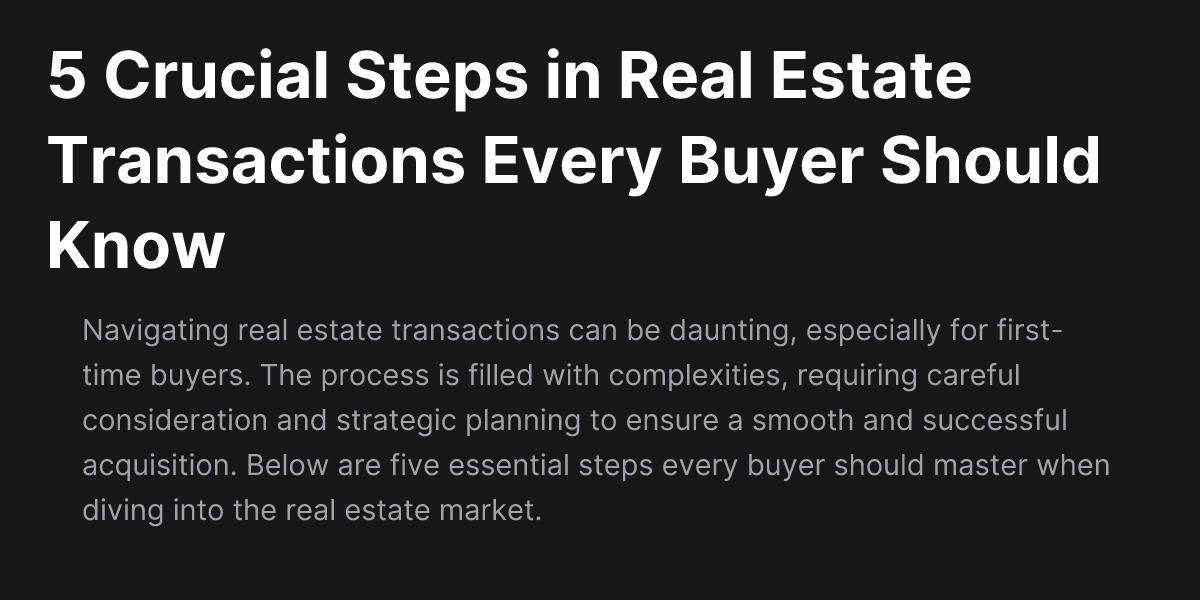 5 Crucial Steps in Real Estate
Transactions Every Buyer Should
Know
Navigating real estate transactions can be daunting, especially for first-
time buyers. The process is filled with complexities, requiring careful
consideration and strategic planning to ensure a smooth and successful
acquisition. Below are five essential steps every buyer should master when
diving into the real estate market.